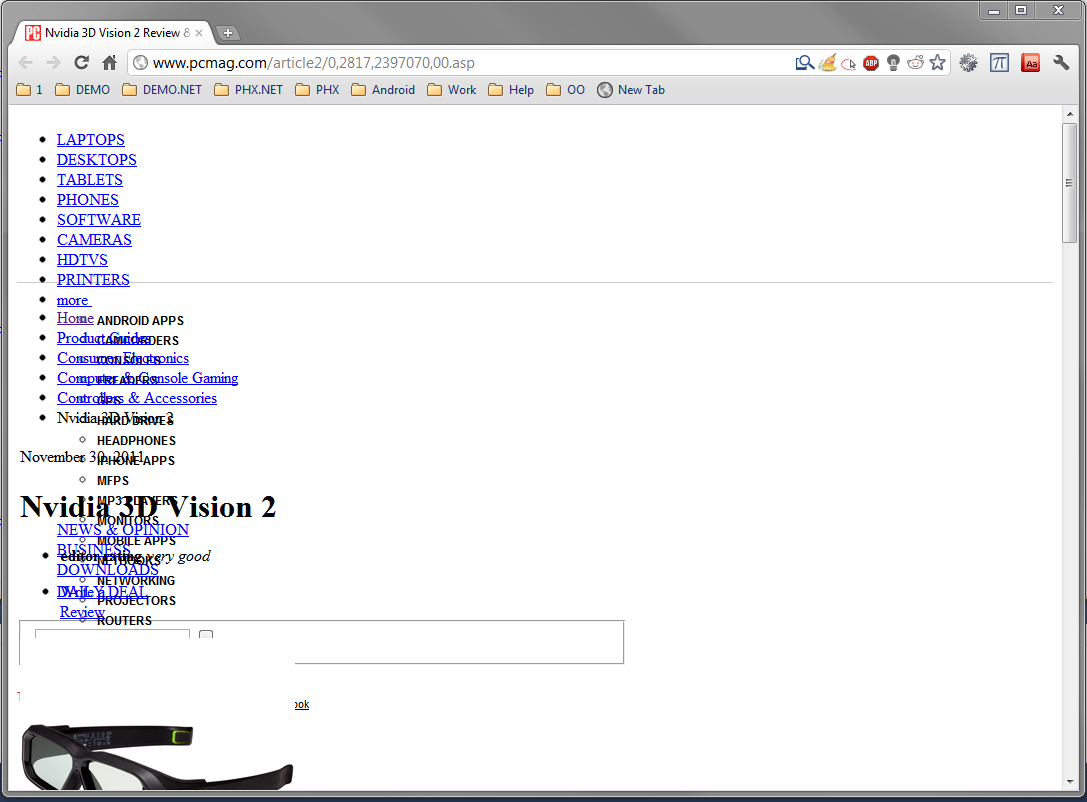 Nvidia 3D Vision 2 Review &
www.pcmag.com/article2/0,2817,2397070,00.asp
ABP
π
Aa
1 DEMO DEMO.NET PHX.NET PHX Android Work Help OO New Tab
LAPTOPS
DESKTOPS
TABLETS
PHONES
SOFTWARE
CAMERAS
HDTVS
PRINTERS
more
Home ANDROID APPS
Product Guides CAMCORDERS
Consumer Electronics CONSOLES
Computer & Console Gaming EREADERS
Controllers & Accessories GPS
Nvidia 3D Vision 2 HARD DRIVES
HEADPHONES
November 30, 2011 IPHONE APPS
MFPS
MP3 PLAYERS
Nvidia 3D Vision 2
MONITORS
NEWS & OPINION
MOBILE APPS
BUSINESS
editor rating very good
NETBOOKS
DOWNLOADS
NETWORKING
DAILY DEAL Write a
PROJECTORS
Review
ROUTERS
ook